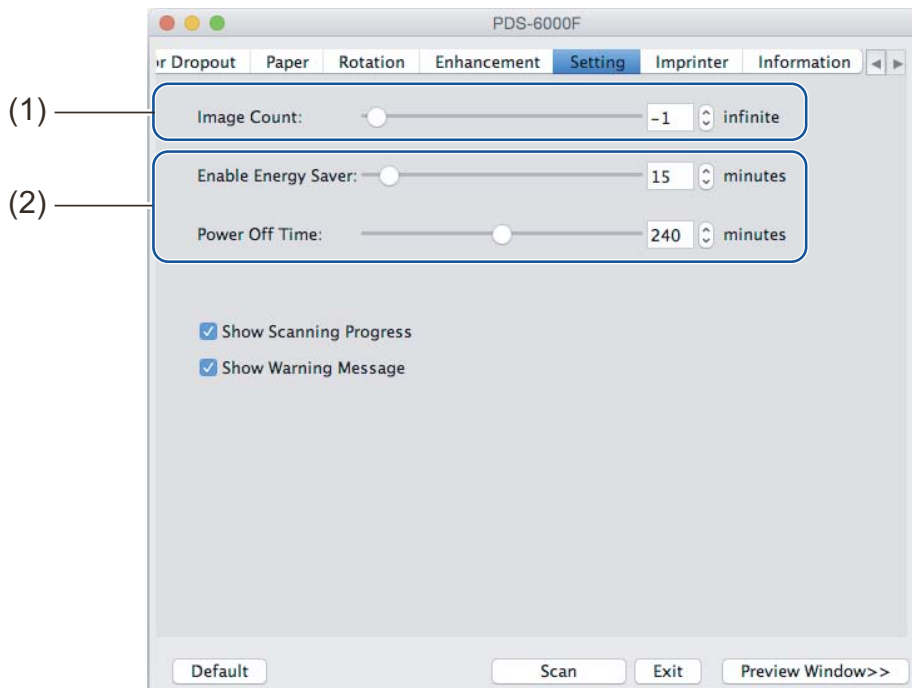 PDS-6000F
r Dropout Paper Rotation Enhancement Setting Imprinter Information
(1)
Image Count: -1 infinite
(2)
Enable Energy Saver: 15 minutes
Power Off Time: 240 minutes
Show Scanning Progress
Show Warning Message
Default Scan Exit Preview Window>>